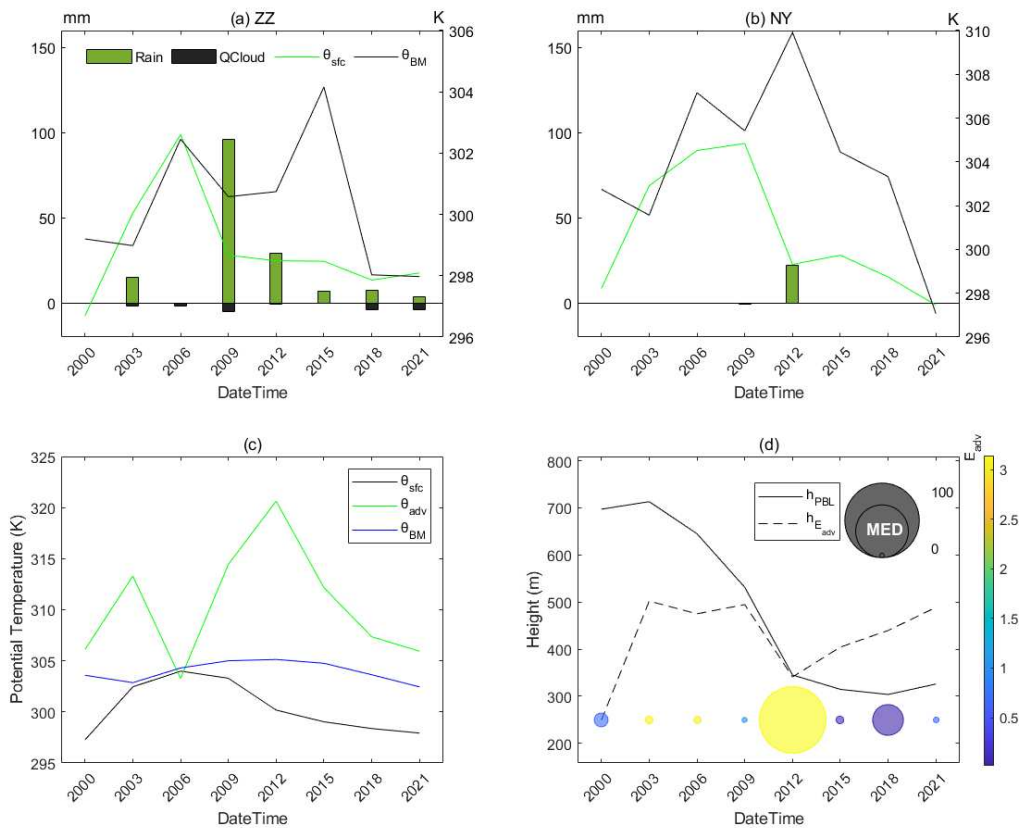 mm (a) ZZ K
Rain QCloud θsfc θBM
150
100
50
0
306
304
302
300
298
296
2000 2003 2006 2009 2012 2015 2018 2021
DateTime
mm (b) NY K
150
100
50
0
310
308
306
304
302
300
298
296
2000 2003 2006 2009 2012 2015 2018 2021
DateTime
(c)
Potential Temperature (K)
325
320
315
310
305
300
295
θsfc
θadv
θBM
2000 2003 2006 2009 2012 2015 2018 2021
DateTime
(d)
Height (m)
800
700
600
500
400
300
200
hPBL
hEadv
100
MED
0
2000 2003 2006 2009 2012 2015 2018 2021
DateTime
Eadv
3
2.5
2
1.5
1
0.5